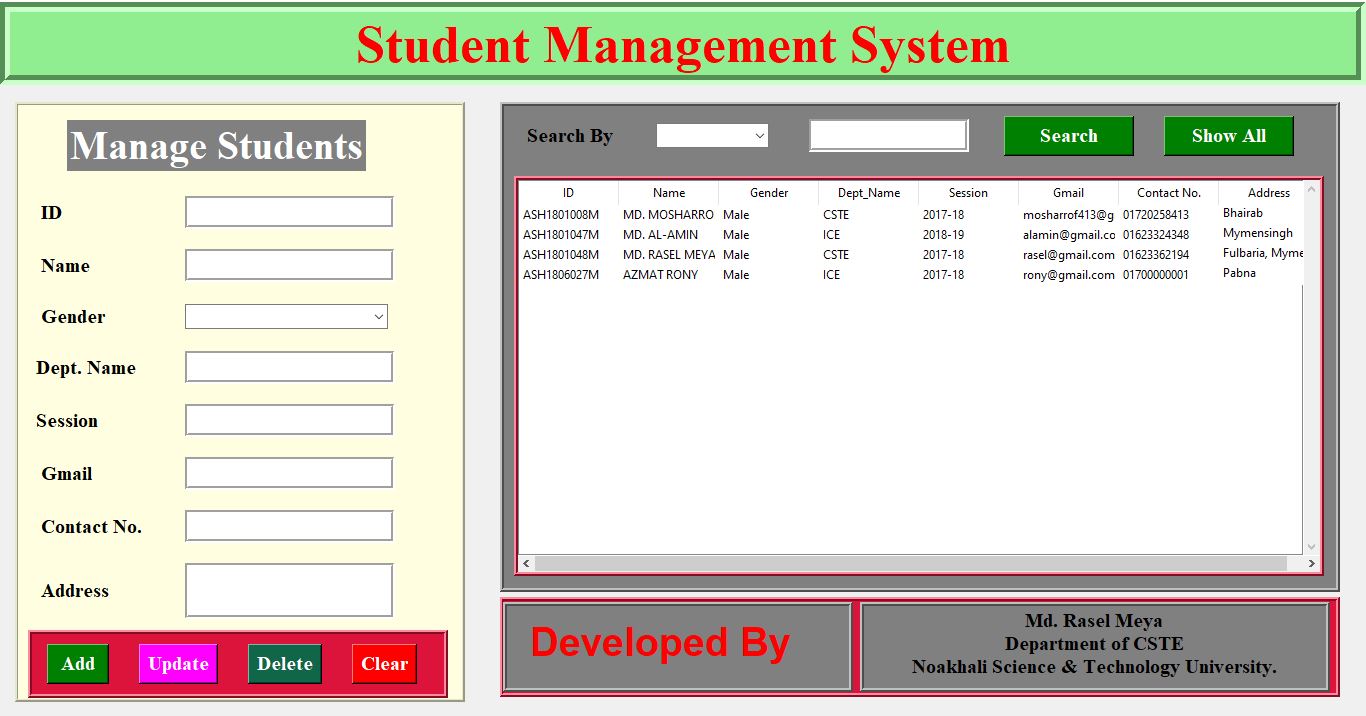 Student Management System
Manage Students
ID
Name
Gender
Dept. Name
Session
Gmail
Contact No.
Address
Add Update Delete Clear
Search By Search Show All
ID Name Gender Dept_Name Session Gmail Contact No. Address
ASH1801008M MD. MOSHARRO Male CSTE 2017-18 mosharrof413@g 01720258413 Bhairab
ASH1801047M MD. AL-AMIN Male ICE 2018-19 alamin@gmail.co 01623324348 Mymensingh
ASH1801048M MD. RASEL MEYA Male CSTE 2017-18 rasel@gmail.com 01623362194 Fulbaria, Myme
ASH1806027M AZMAT RONY Male ICE 2017-18 rony@gmail.com 01700000001 Pabna
Developed By
Md. Rasel Meya
Department of CSTE
Noakhali Science & Technology University.